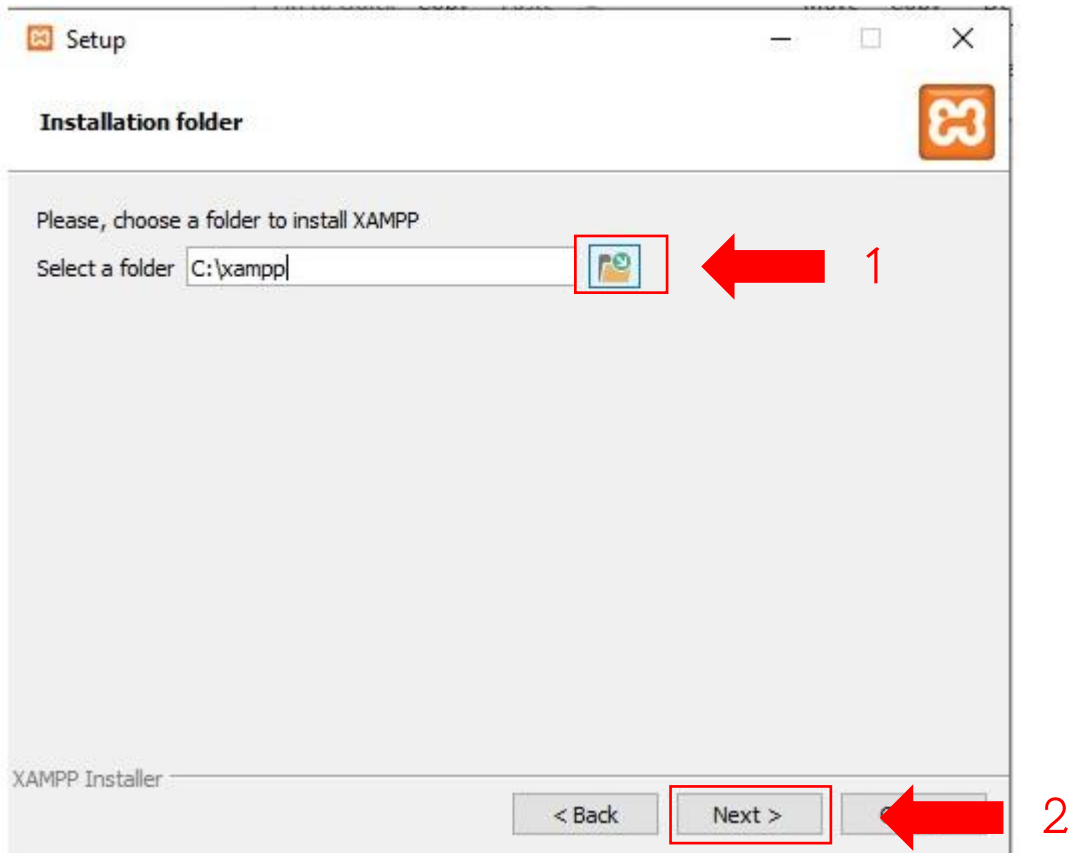 Setup
Installation folder
Please, choose a folder to install XAMPP
Select a folder C:\xampp
1
XAMPP Installer
< Back Next >
2